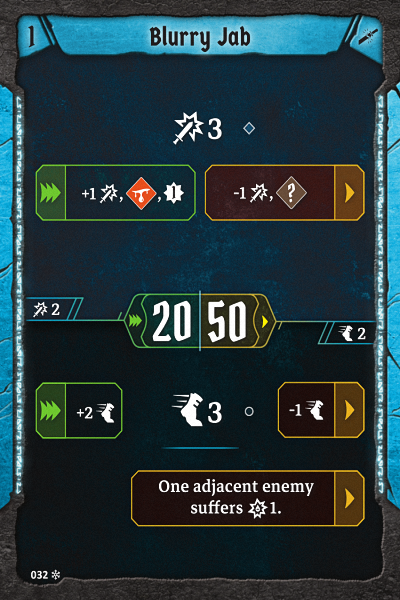 1 Blurry Jab
3
+1 , , 1
-1 , ?
2
20 50
2
+2
3
-1
One adjacent enemy
suffers 1.
032